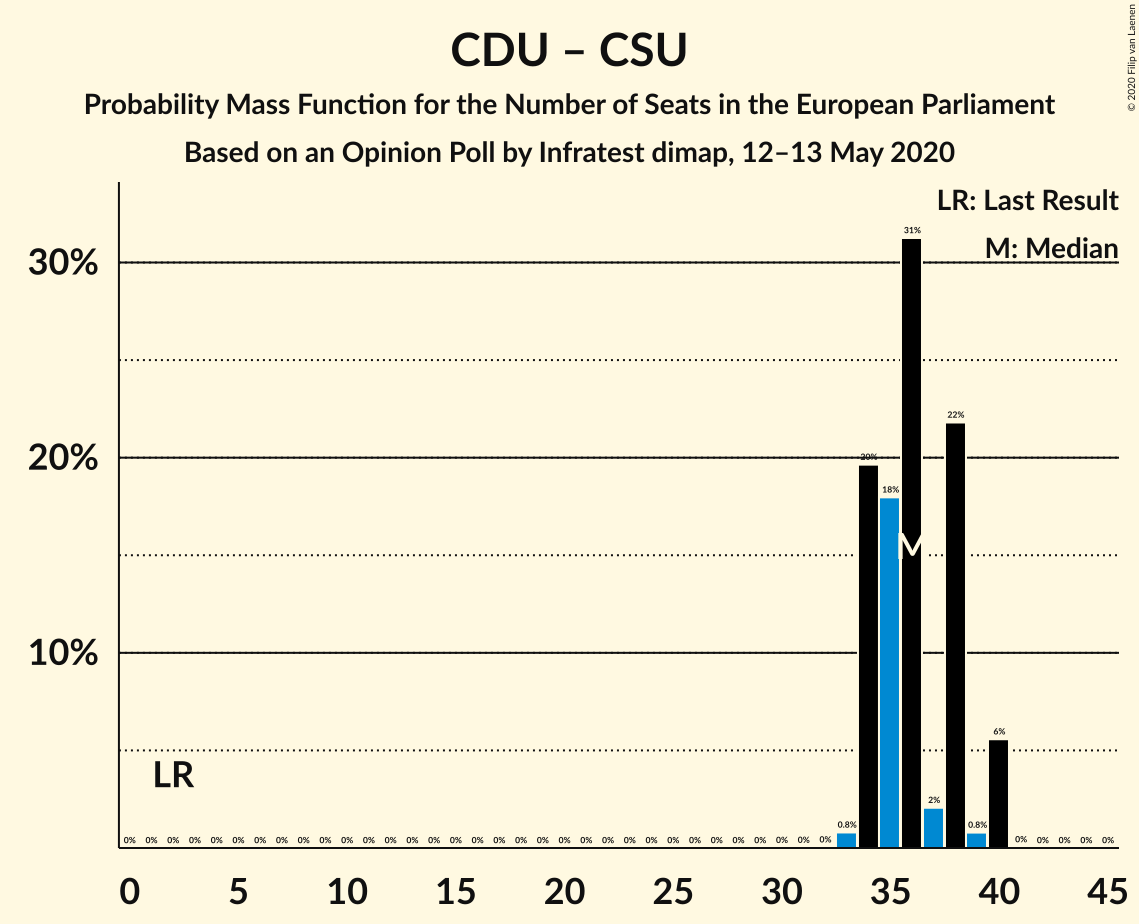 © 2020 Filip van Laenen
CDU – CSU
Probability Mass Function for the Number of Seats in the European Parliament
Based on an Opinion Poll by Infratest dimap, 12–13 May 2020
LR: Last Result
M: Median
31%
30%
22%
20%
20%
18%
M
10%
6%
LR
2%
0.8% 0.8%
0% 0% 0% 0% 0% 0% 0% 0% 0% 0% 0% 0% 0% 0% 0% 0% 0% 0% 0% 0% 0% 0% 0% 0% 0% 0% 0% 0% 0% 0% 0% 0% 0% 0% 0% 0% 0% 0%
0 5 10 15 20 25 30 35 40 45